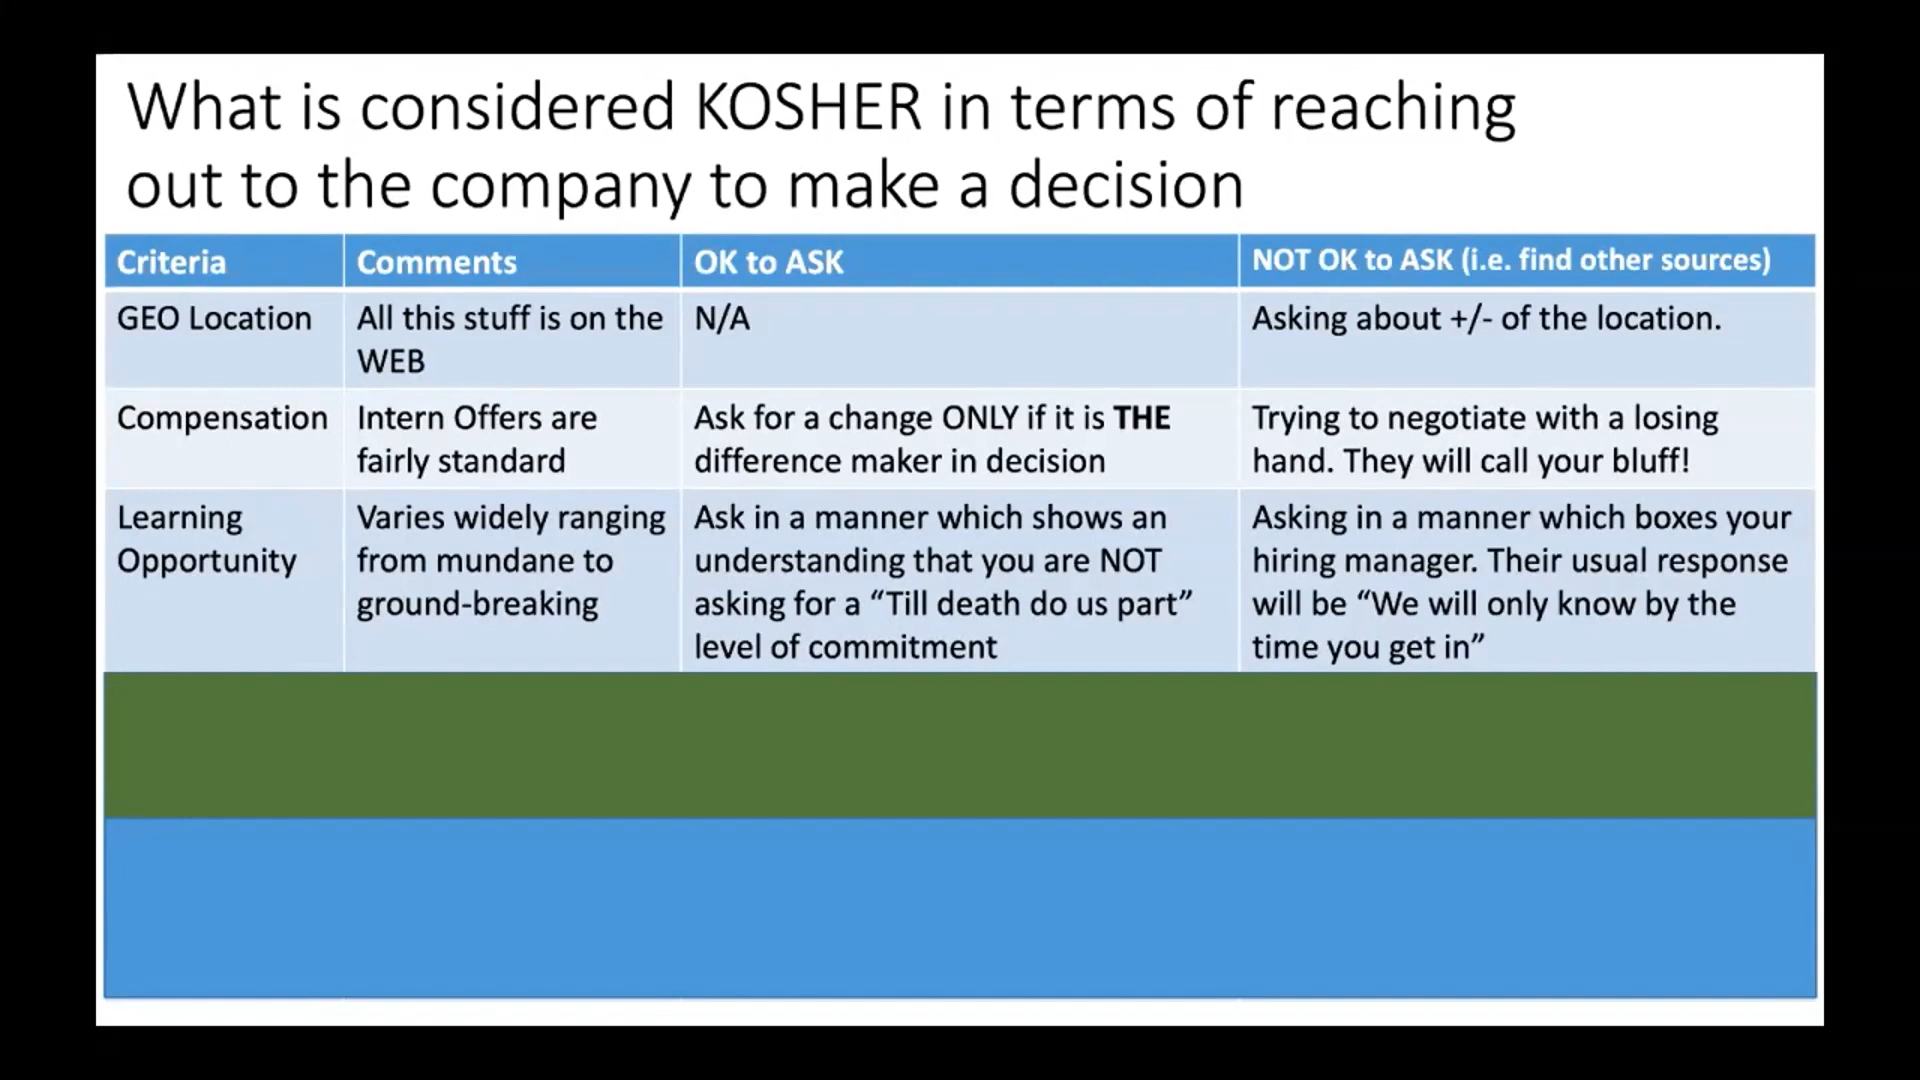 What is considered KOSHER in terms of reaching
out to the company to make a decision
Criteria
Comments
OK to ASK
NOT OK to ASK (i.e. find other sources)
GEO Location
All this stuff is on the
WEB
N/A
Asking about +/- of the location.
Compensation
Intern Offers are
fairly standard
Ask for a change ONLY if it is THE
difference maker in decision
Trying to negotiate with a losing
hand. They will call your bluff!
Learning
Opportunity
Varies widely ranging
from mundane to
ground-breaking
Ask in a manner which shows an
understanding that you are NOT
asking for a “Till death do us part”
level of commitment
Asking in a manner which boxes your
hiring manager. Their usual response
will be “We will only know by the
time you get in”